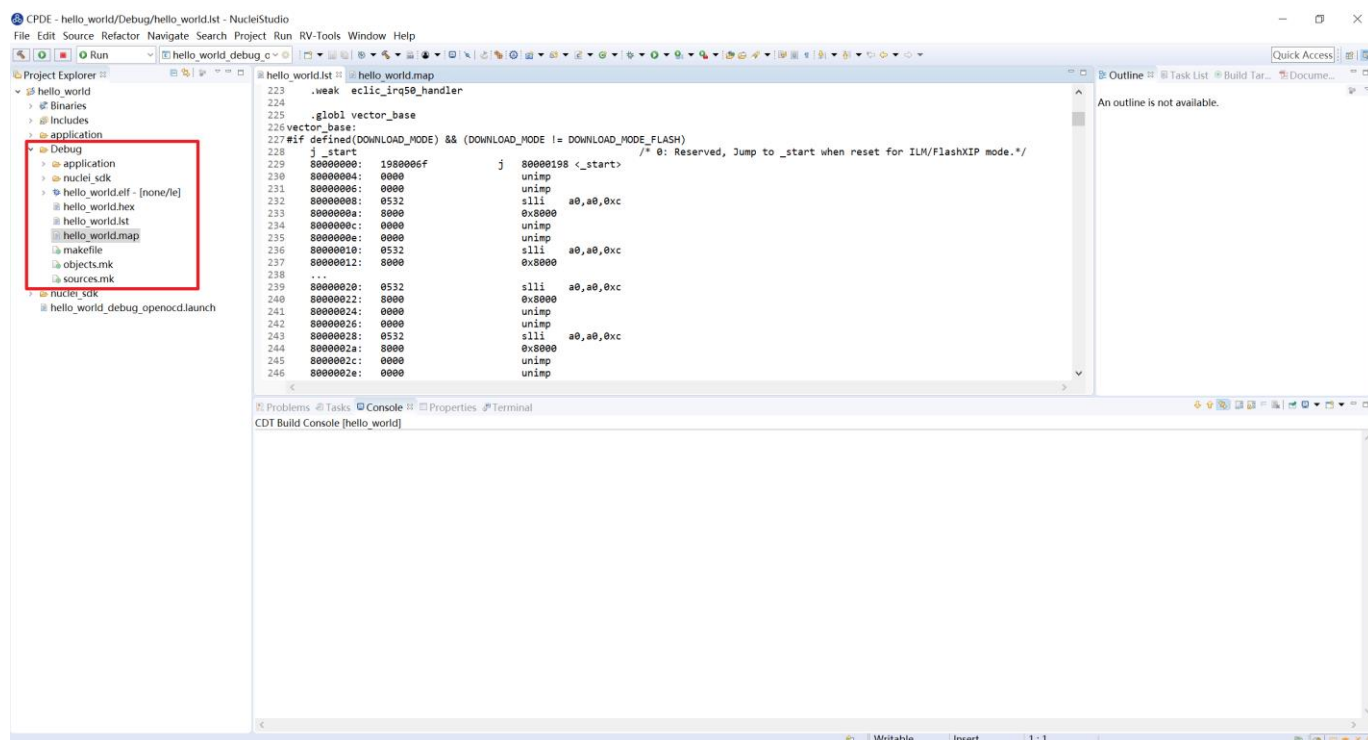 CPDE - hello_world/Debug/hello_world.lst - NucleiStudio
File Edit Source Refactor Navigate Search Project Run RV-Tools Window Help
Run hello_world_debug_o Quick Access
Project Explorer
hello_world
Binaries
Includes
application
Debug
application
nuclei_sdk
hello_world.elf - [none/le]
hello_world.hex
hello_world.lst
hello_world.map
makefile
objects.mk
sources.mk
nuclei_sdk
hello_world_debug_openocd.launch
hello_world.lst hello_world.map
223 .weak eclic_irq50_handler
224
225 .globl vector_base
226 vector_base:
227 #if defined(DOWNLOAD_MODE) && (DOWNLOAD_MODE != DOWNLOAD_MODE_FLASH)
228 j _start /* 0: Reserved, Jump to _start when reset for ILM/FlashXIP mode.*/
229 80000000: 1980006f j 80000198 <_start>
230 80000004: 0000 unimp
231 80000006: 0000 unimp
232 80000008: 0532 slli a0,a0,0xc
233 8000000a: 8000 0x8000
234 8000000c: 0000 unimp
235 8000000e: 0000 unimp
236 80000010: 0532 slli a0,a0,0xc
237 80000012: 8000 0x8000
238 ...
239 80000020: 0532 slli a0,a0,0xc
240 80000022: 8000 0x8000
241 80000024: 0000 unimp
242 80000026: 0000 unimp
243 80000028: 0532 slli a0,a0,0xc
244 8000002a: 8000 0x8000
245 8000002c: 0000 unimp
246 8000002e: 0000 unimp
Outline Task List Build Tar... Docume...
An outline is not available.
Problems Tasks Console Properties Terminal
CDT Build Console [hello_world]
Writable Insert 1 : 1